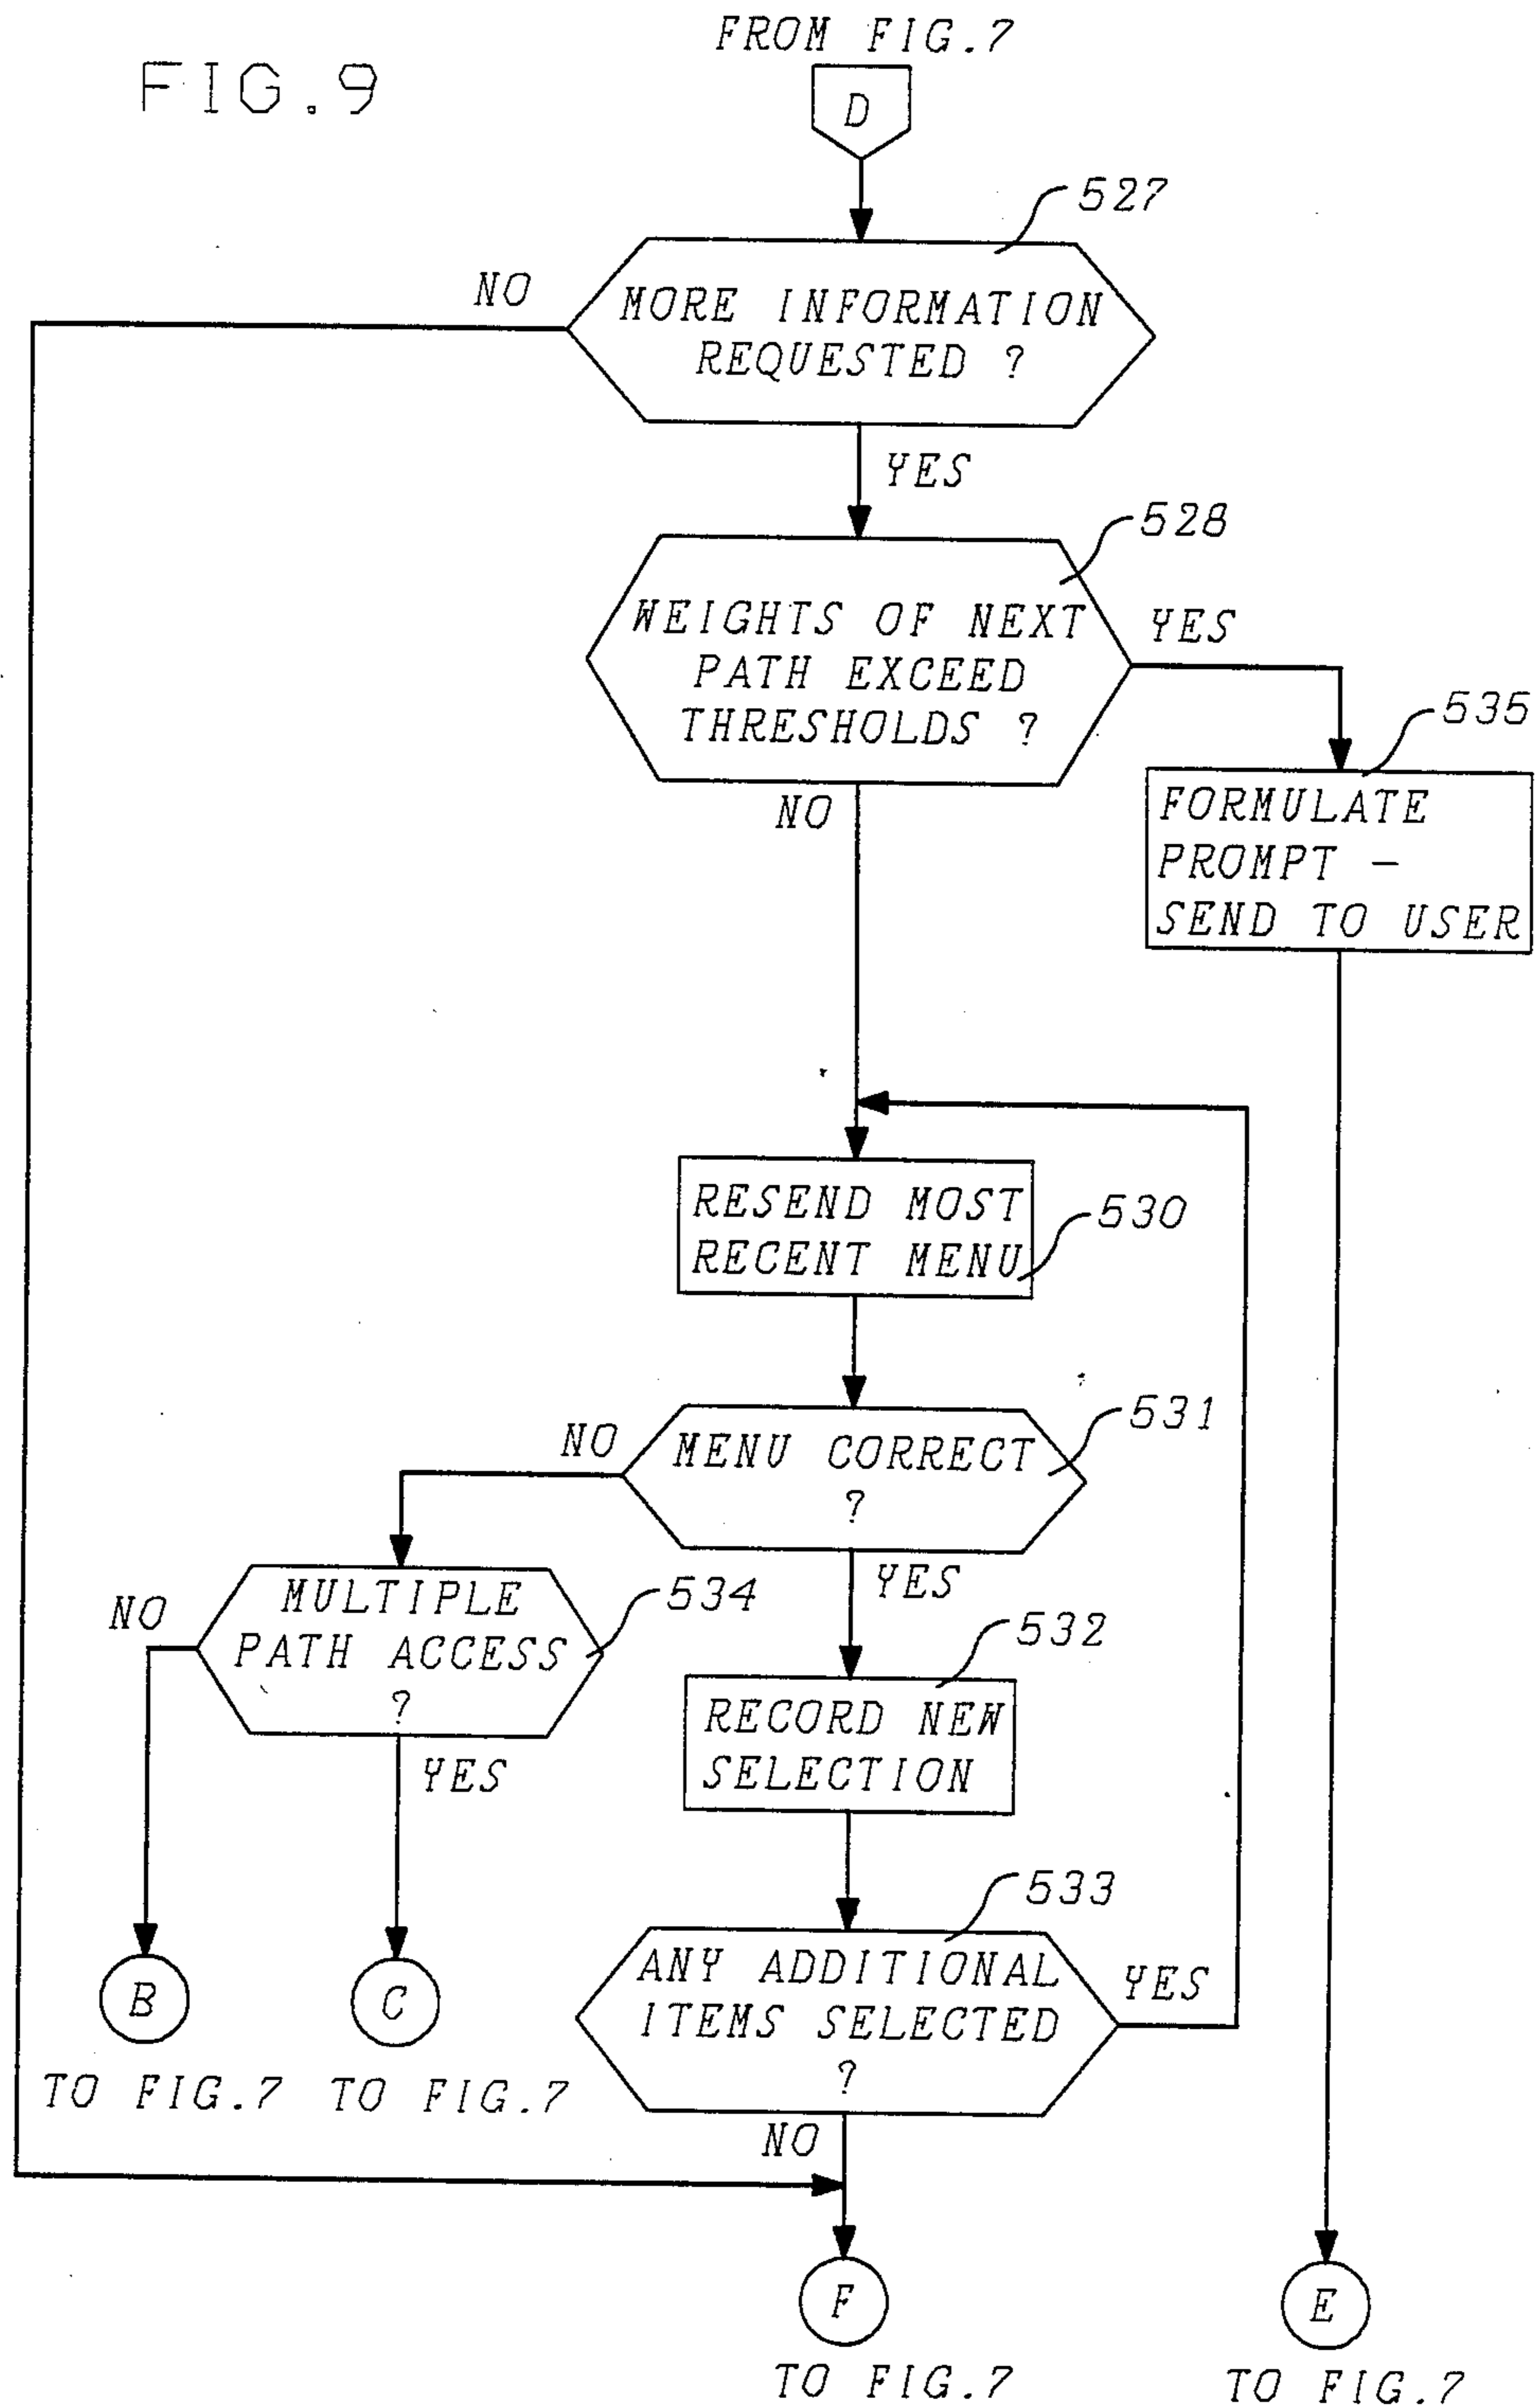 FROM FIG.7
FIG.9
D
527
NO
MORE INFORMATION
REQUESTED ?
YES
528
WEIGHTS OF NEXT
PATH EXCEED
THRESHOLDS ?
YES
NO
535
FORMULATE
PROMPT -
SEND TO USER
RESEND MOST
RECENT MENU
530
531
NO
MENU CORRECT
?
YES
534
MULTIPLE
PATH ACCESS
?
NO
YES
532
RECORD NEW
SELECTION
533
ANY ADDITIONAL
ITEMS SELECTED
?
YES
B
C
TO FIG.7
TO FIG.7
NO
F
E
TO FIG.7
TO FIG.7